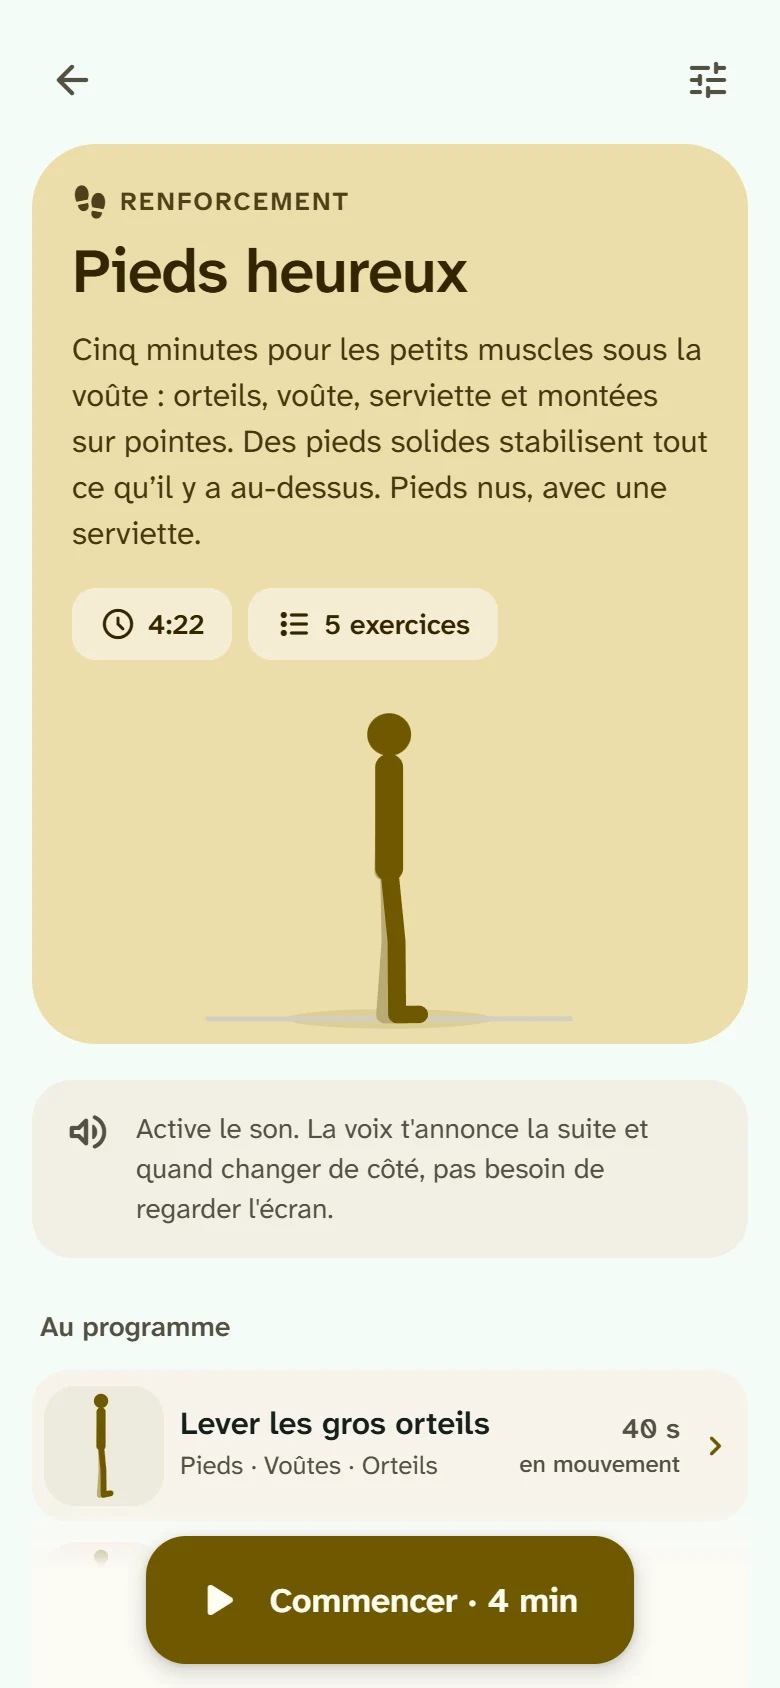 RENFORCEMENT
Pieds heureux
Cinq minutes pour les petits muscles sous la
voûte : orteils, voûte, serviette et montées
sur pointes. Des pieds solides stabilisent tout
ce qu’il y a au-dessus. Pieds nus, avec une
serviette.
4:22
5 exercices
Active le son. La voix t'annonce la suite et
quand changer de côté, pas besoin de
regarder l'écran.
Au programme
Lever les gros orteils
40 s
Pieds · Voûtes · Orteils
en mouvement
Commencer · 4 min